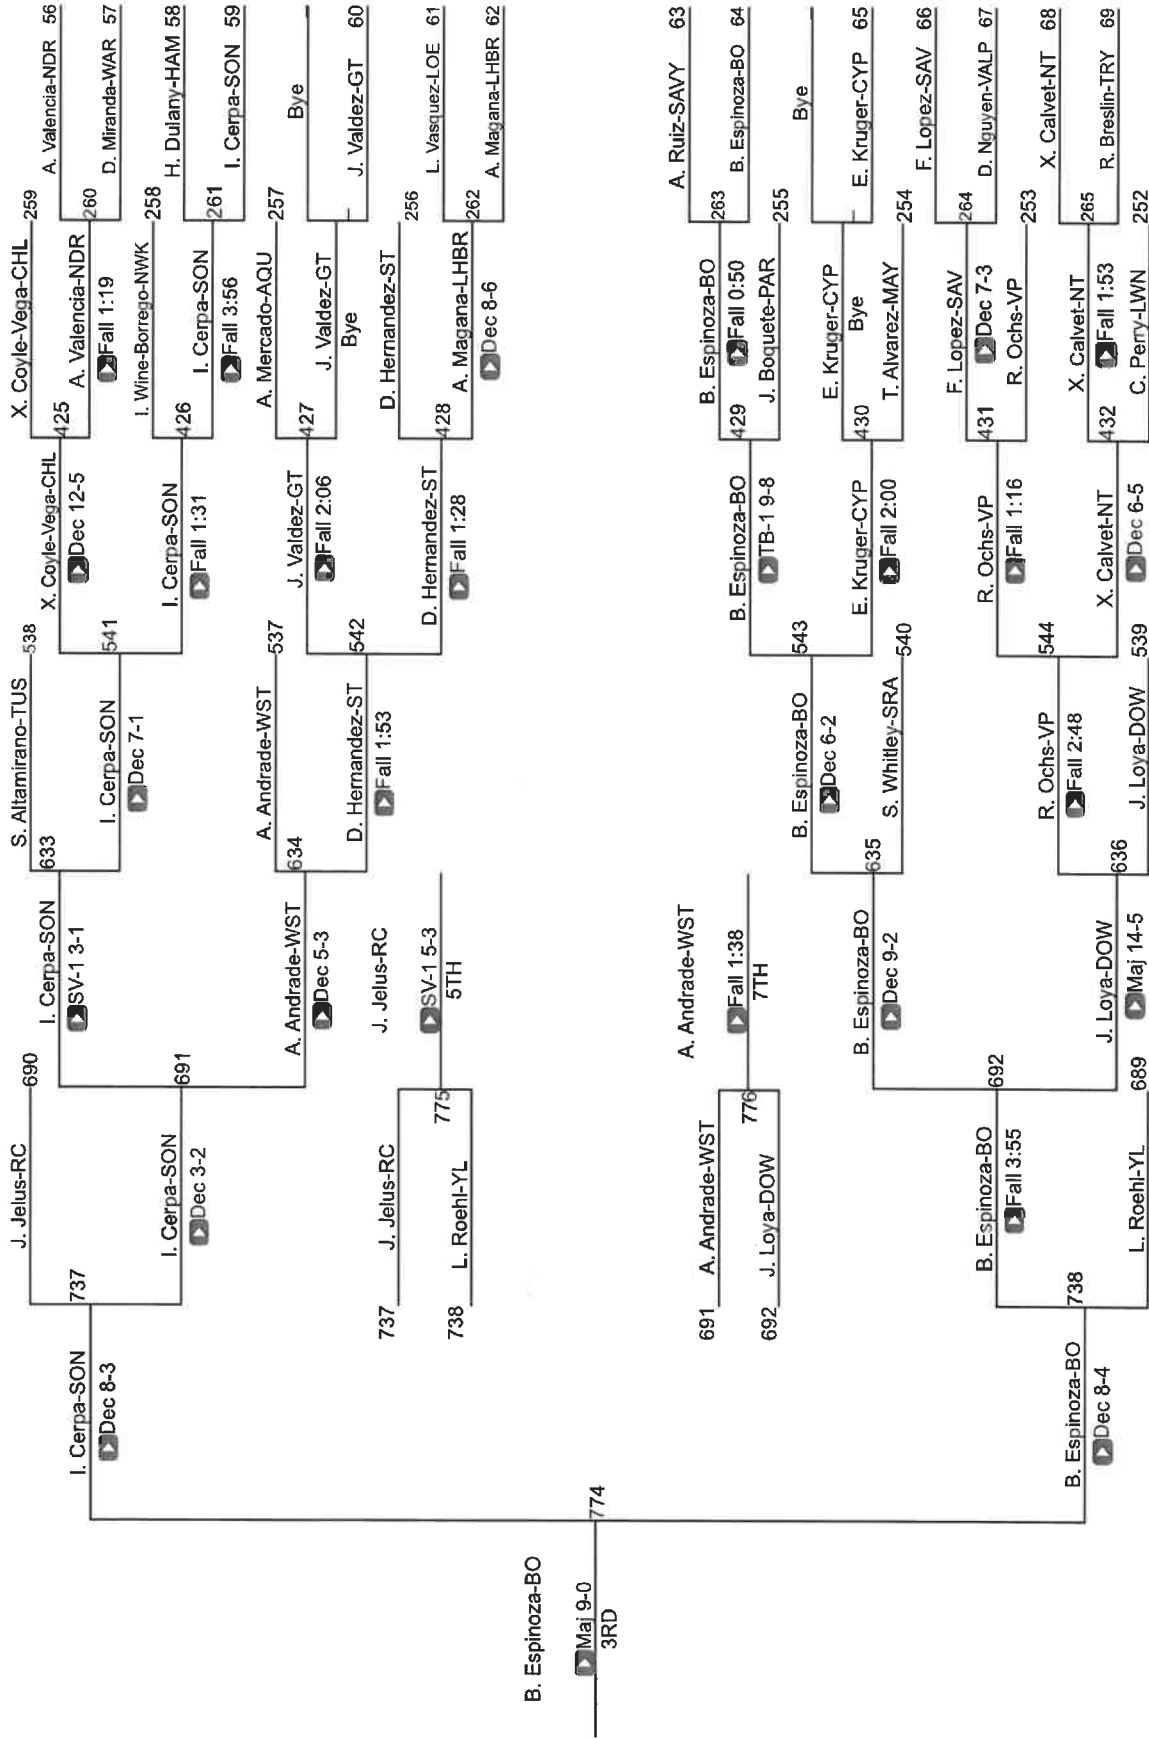 A. Valencia-NDR 56
D. Miranda-WAR 57
H. Dulany-HAM 58
I. Cerpa-SON 59
Bye
J. Valdez-GT 60
L. Vasquez-LOE 61
A. Magana-LHBR 62
A. Ruiz-SAVY 63
B. Espinoza-BO 64
Bye
E. Kruger-CYP 65
F. Lopez-SAV 66
D. Nguyen-VALP 67
X. Calvet-NT 68
R. Breslin-TRY 69
X. Coyle-Vega-CHL 259
260
A. Valencia-NDR
Fall 1:19
I. Wine-Borrego-NWK 258
261
I. Cerpa-SON
Fall 3:56
A. Mercado-AQU 257
J. Valdez-GT
Bye
D. Hernandez-ST 256
262
A. Magana-LHBR
Dec 8-6
263
B. Espinoza-BO
Fall 0:50
J. Boquete-PAR 255
E. Kruger-CYP
Bye
T. Alvarez-MAY 254
264
F. Lopez-SAV
Dec 7-3
R. Ochs-VP 253
265
X. Calvet-NT
Fall 1:53
C. Perry-LWN 252
425
X. Coyle-Vega-CHL
Dec 12-5
426
I. Cerpa-SON
Fall 1:31
427
J. Valdez-GT
Fall 2:06
428
D. Hernandez-ST
Fall 1:28
429
B. Espinoza-BO
TB-1 9-8
430
E. Kruger-CYP
Fall 2:00
431
R. Ochs-VP
Fall 1:16
432
X. Calvet-NT
Dec 6-5
S. Altamirano-TUS 538
541
I. Cerpa-SON
Dec 7-1
A. Andrade-WST 537
542
D. Hernandez-ST
Fall 1:53
543
B. Espinoza-BO
Dec 6-2
S. Whitley-SRA 540
544
R. Ochs-VP
Fall 2:48
J. Loya-DOW 539
633
I. Cerpa-SON
SV-1 3-1
634
A. Andrade-WST
Dec 5-3
J. Jelus-RC
SV-1 5-3
5TH
A. Andrade-WST
Fall 1:38
7TH
635
B. Espinoza-BO
Dec 9-2
636
J. Loya-DOW
Maj 14-5
J. Jelus-RC 690
691
I. Cerpa-SON
Dec 3-2
737 J. Jelus-RC
775
738 L. Roehl-YL
691 A. Andrade-WST
776
692 J. Loya-DOW
692
B. Espinoza-BO
Fall 3:55
L. Roehl-YL 689
737
I. Cerpa-SON
Dec 8-3
738
B. Espinoza-BO
Dec 8-4
774
B. Espinoza-BO
Maj 9-0
3RD